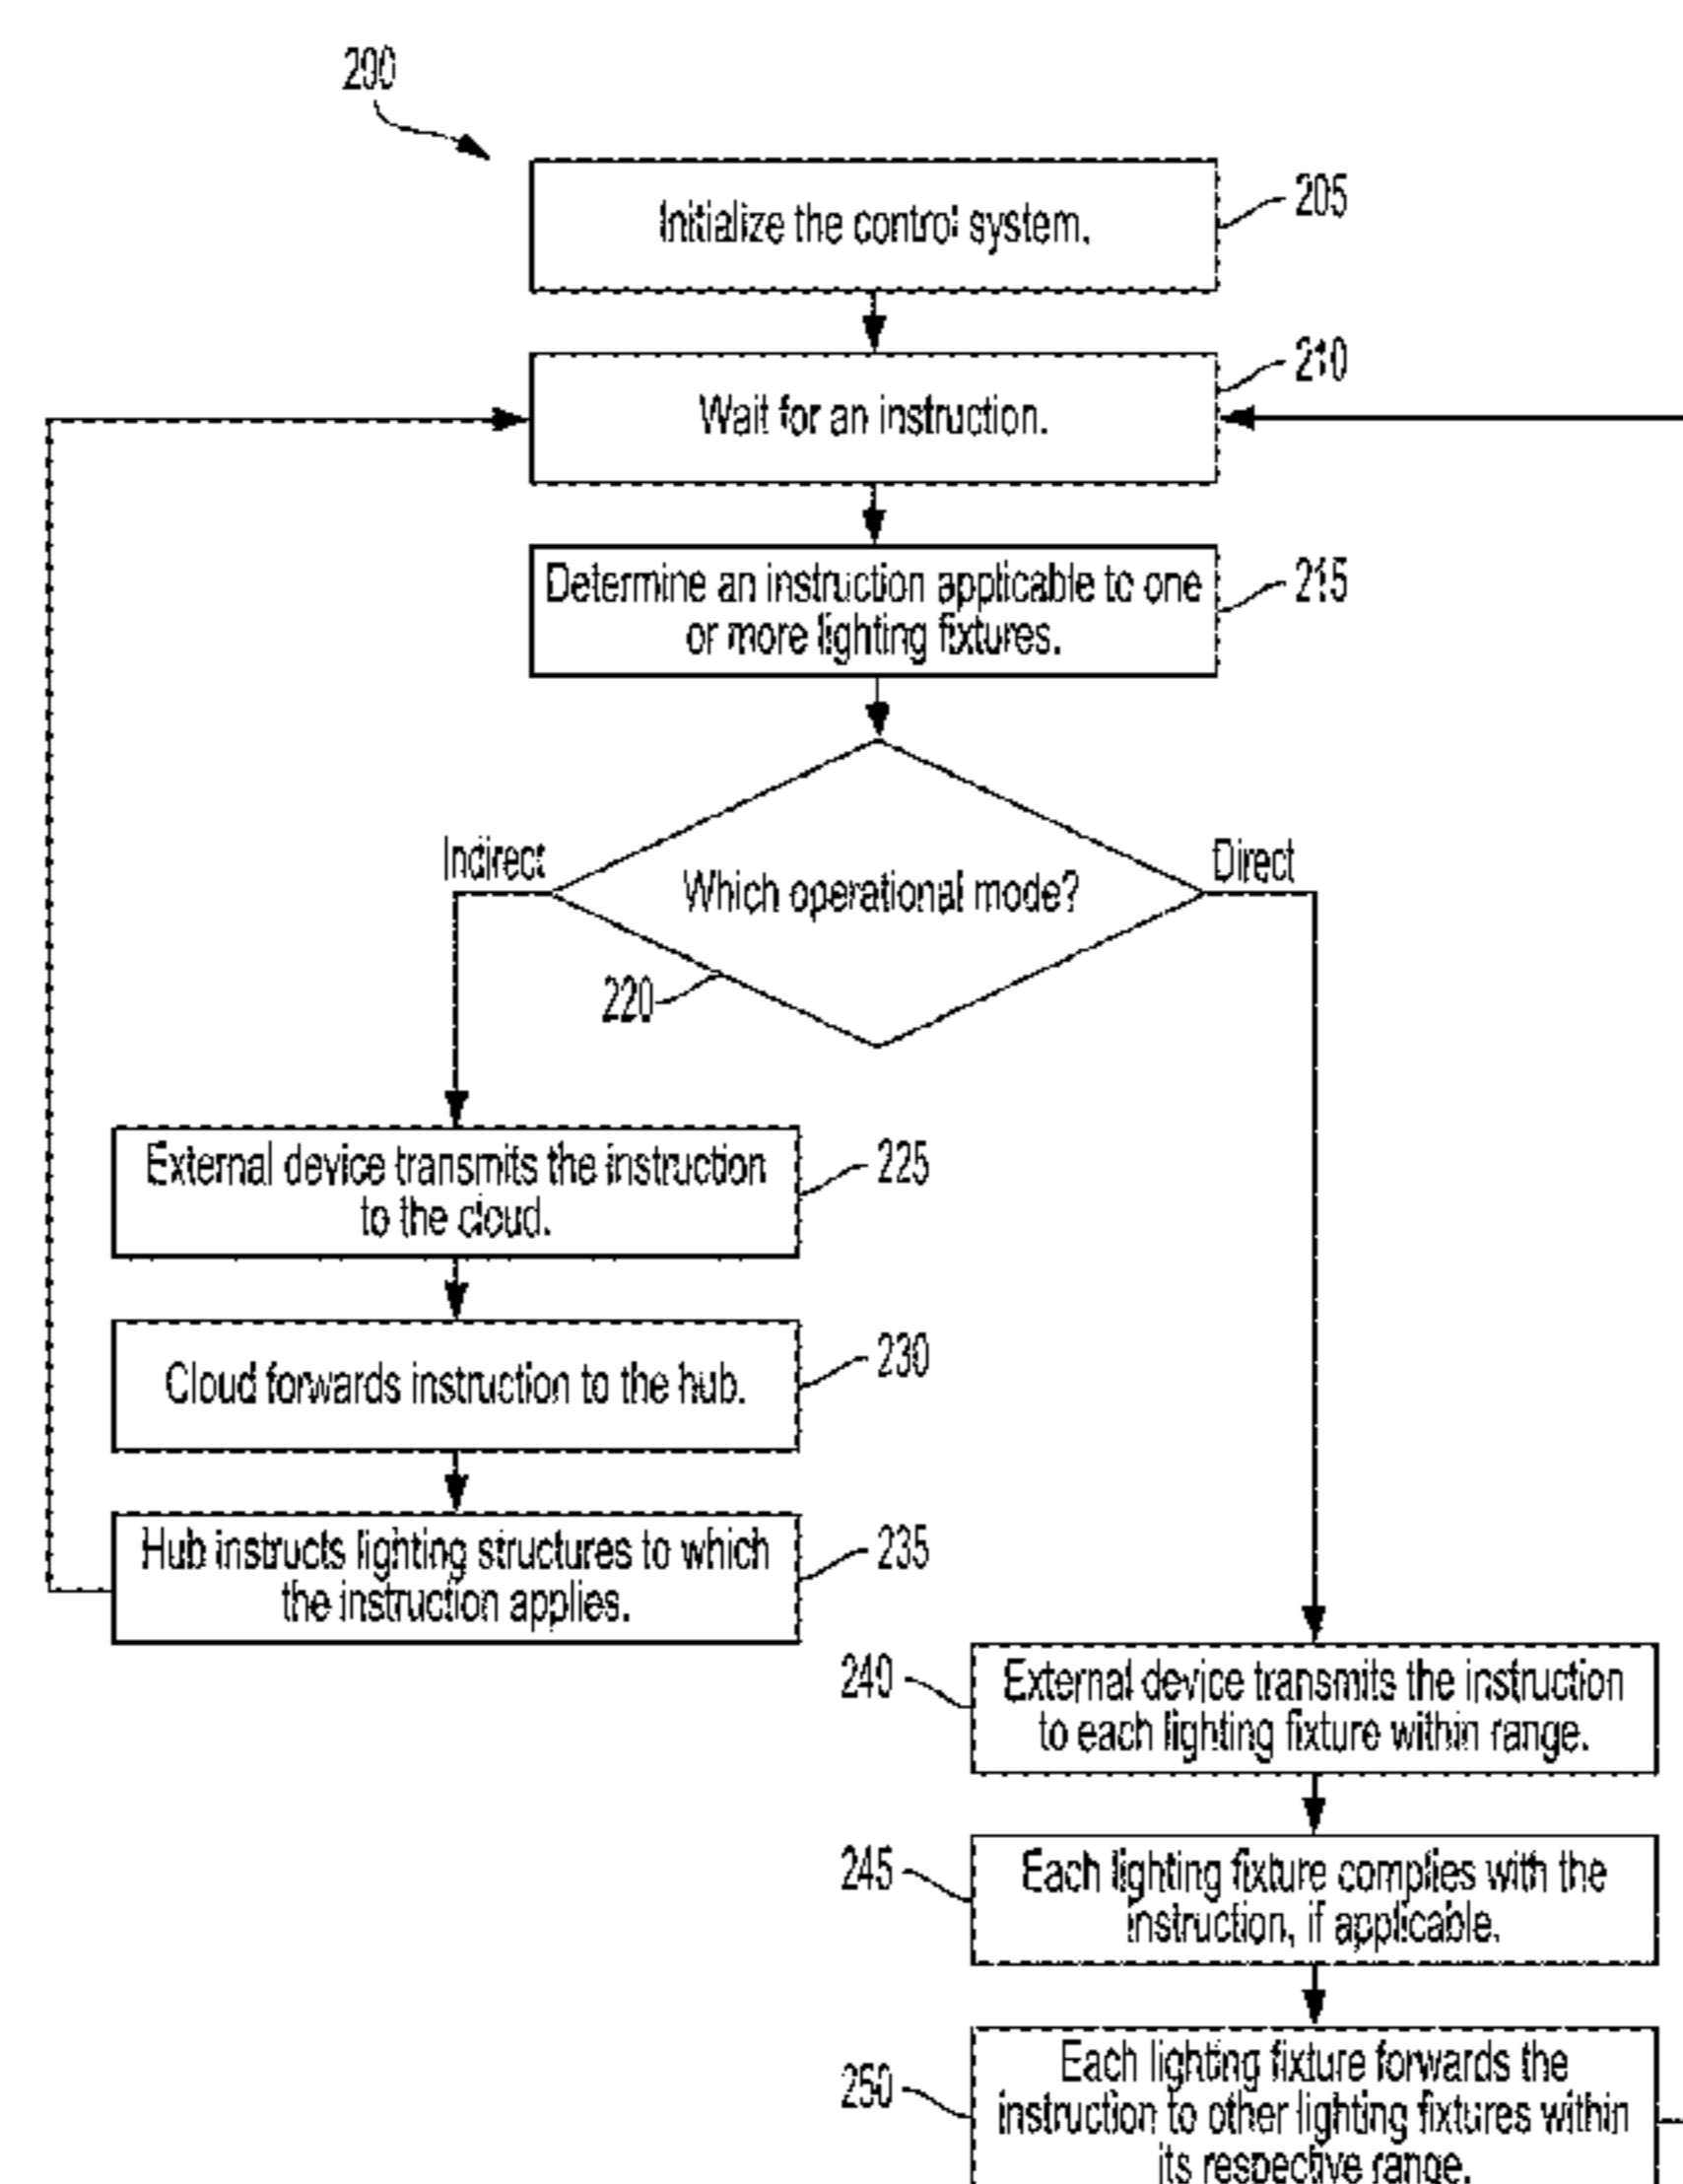 200
Initialize the control system.
205
Wait for an instruction.
210
Determine an instruction applicable to one
or more lighting fixtures.
215
Indirect
Which operational mode?
Direct
220
External device transmits the instruction
to the cloud.
225
Cloud forwards instruction to the hub.
230
Hub instructs lighting structures to which
the instruction applies.
235
240
External device transmits the instruction
to each lighting fixture within range.
245
Each lighting fixture complies with the
instruction, if applicable.
250
Each lighting fixture forwards the
instruction to other lighting fixtures within
its respective range.